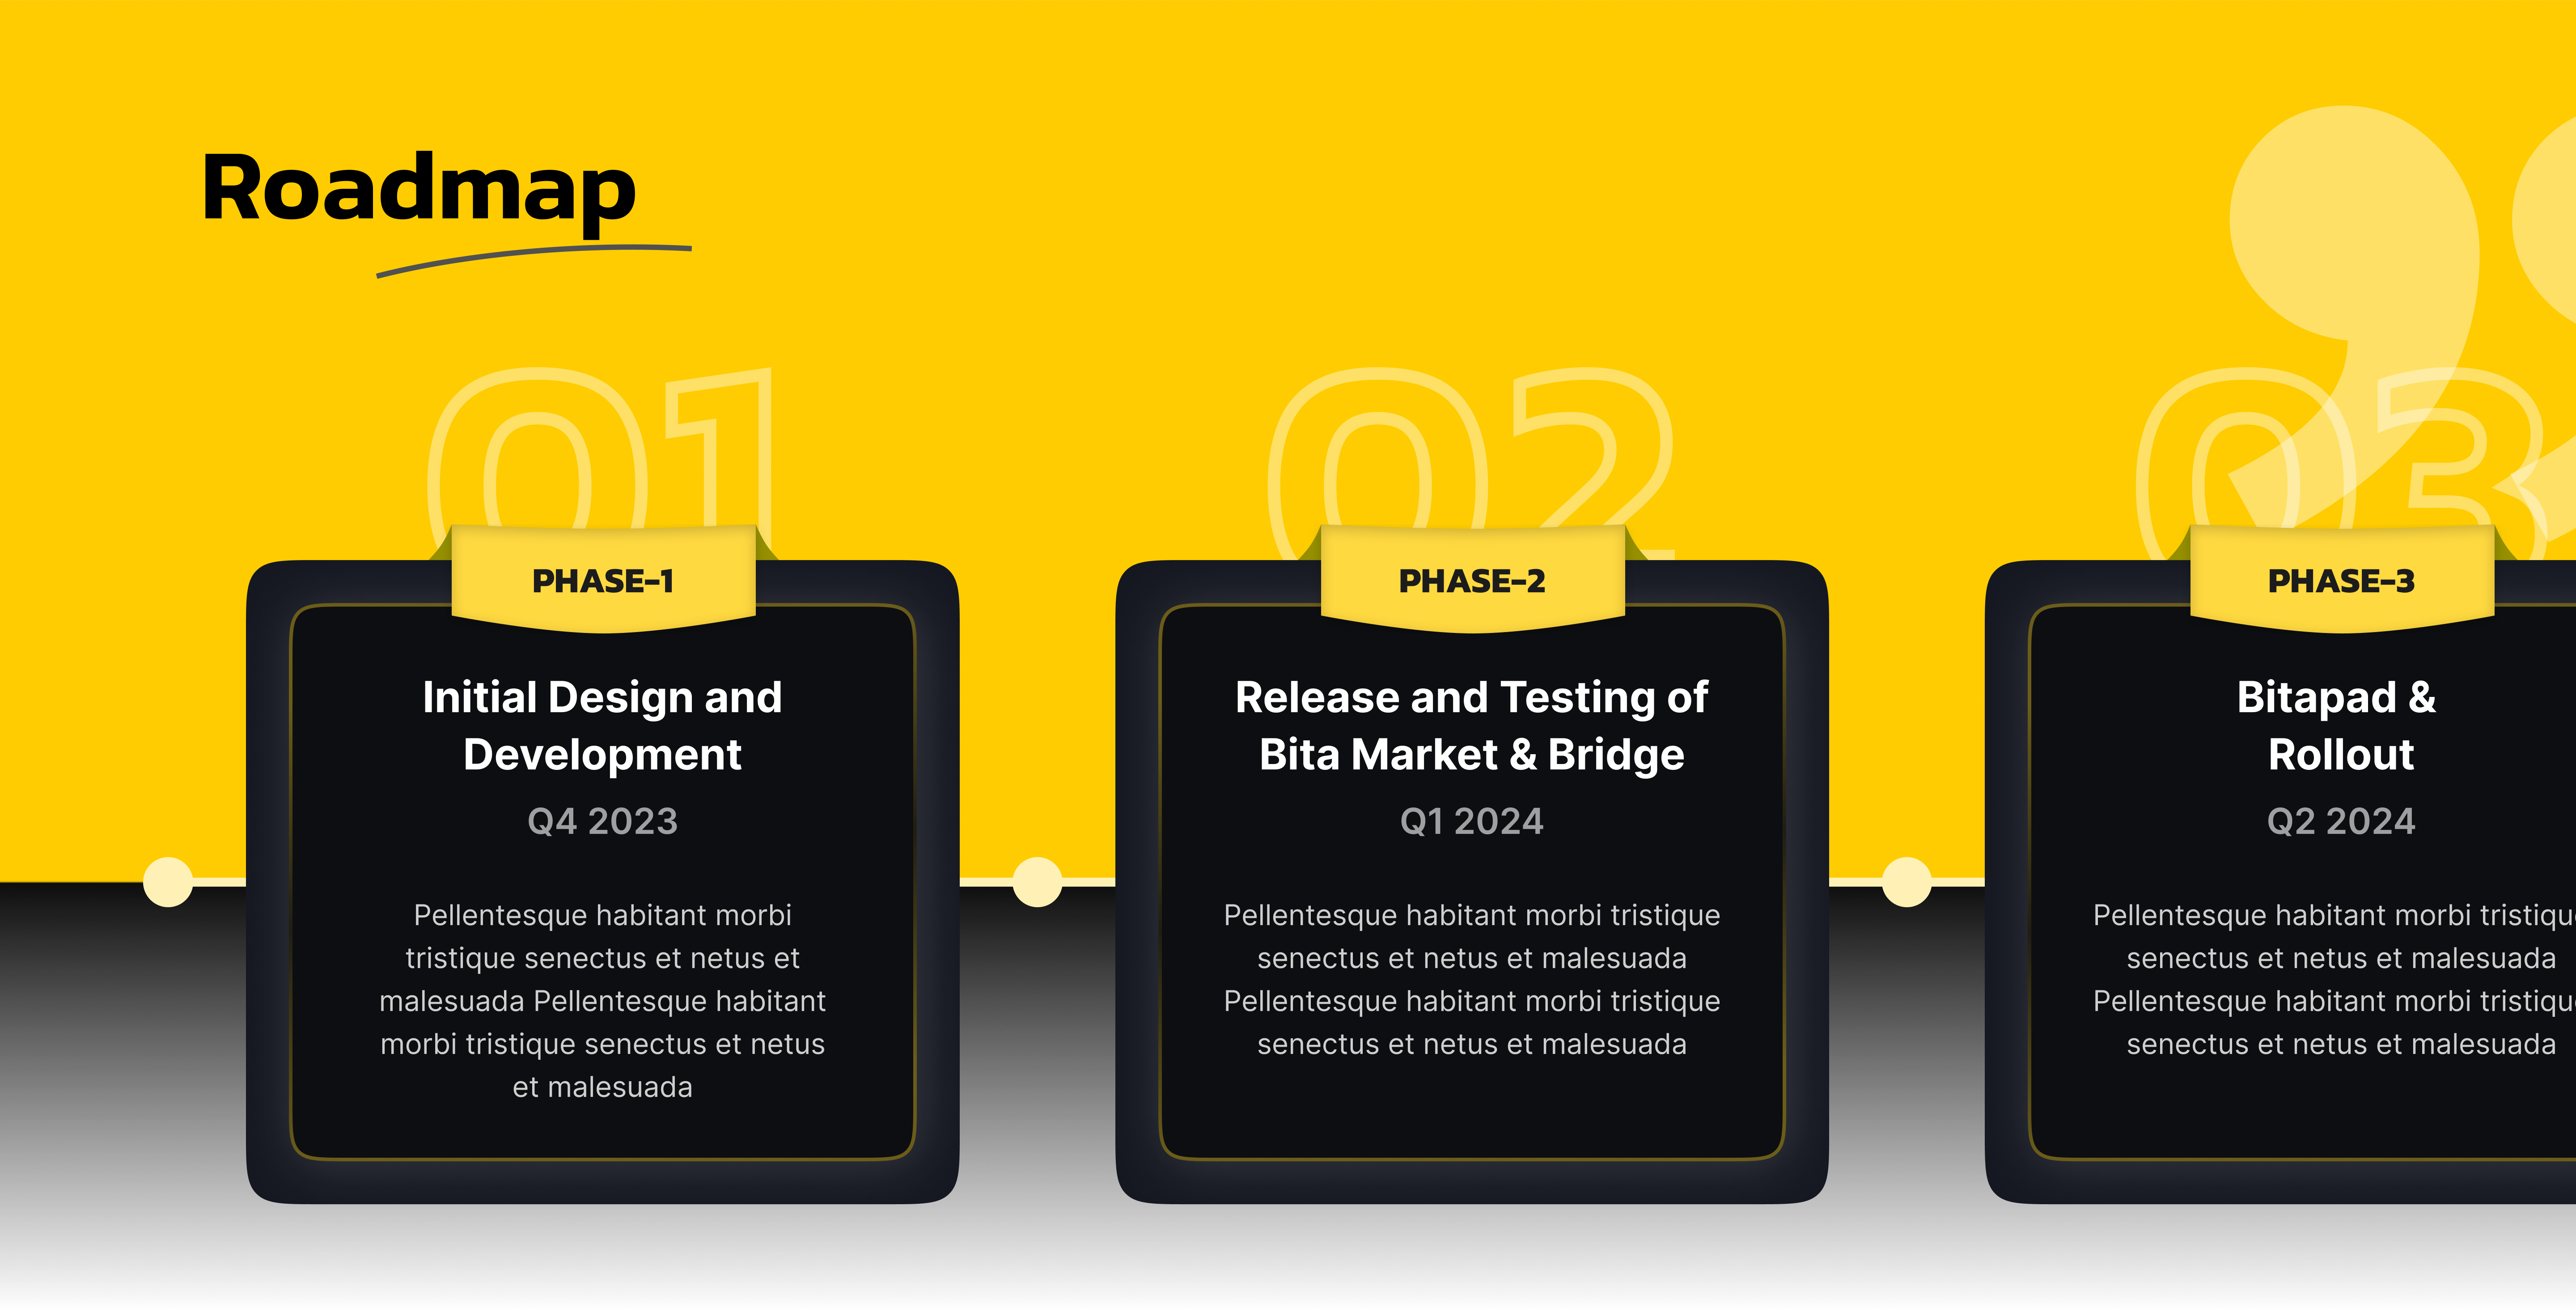 Roadmap
01
PHASE-1
Initial Design and
Development
Q4 2023
Pellentesque habitant morbi
tristique senectus et netus et
malesuada Pellentesque habitant
morbi tristique senectus et netus
et malesuada
02
PHASE-2
Release and Testing of
Bita Market & Bridge
Q1 2024
Pellentesque habitant morbi tristique
senectus et netus et malesuada
Pellentesque habitant morbi tristique
senectus et netus et malesuada
03
PHASE-3
Bitapad &
Rollout
Q2 2024
Pellentesque habitant morbi
senectus et netus et malesuada
Pellentesque habitant morbi
senectus et netus et malesuada